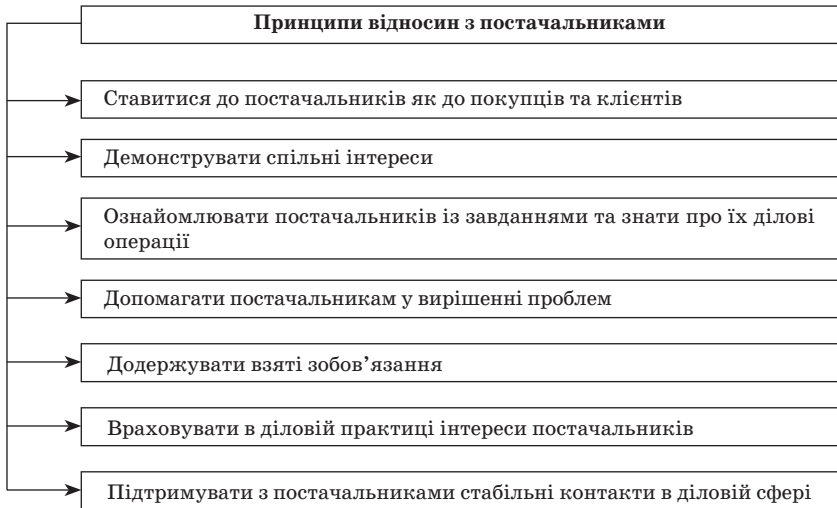 Принципи відносин з постачальниками
Ставитися до постачальників як до покупців та клієнтів
Демонструвати спільні інтереси
Ознайомлювати постачальників із завданнями та знати про їх ділові
операції
Допомагати постачальникам у вирішенні проблем
Додержувати взяті зобов’язання
Враховувати в діловій практиці інтереси постачальників
Підтримувати з постачальниками стабільні контакти в діловій сфері